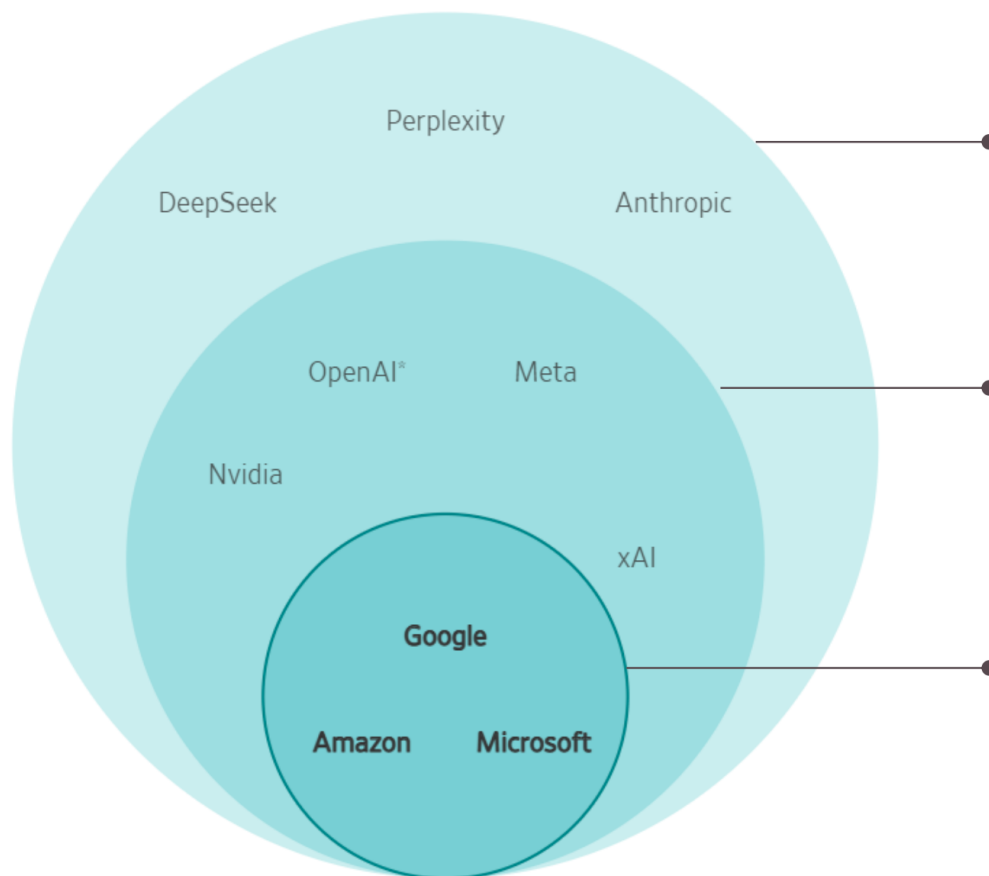 Perplexity
DeepSeek
Anthropic
OpenAI*
Meta
Nvidia
xAI
Google
Amazon
Microsoft